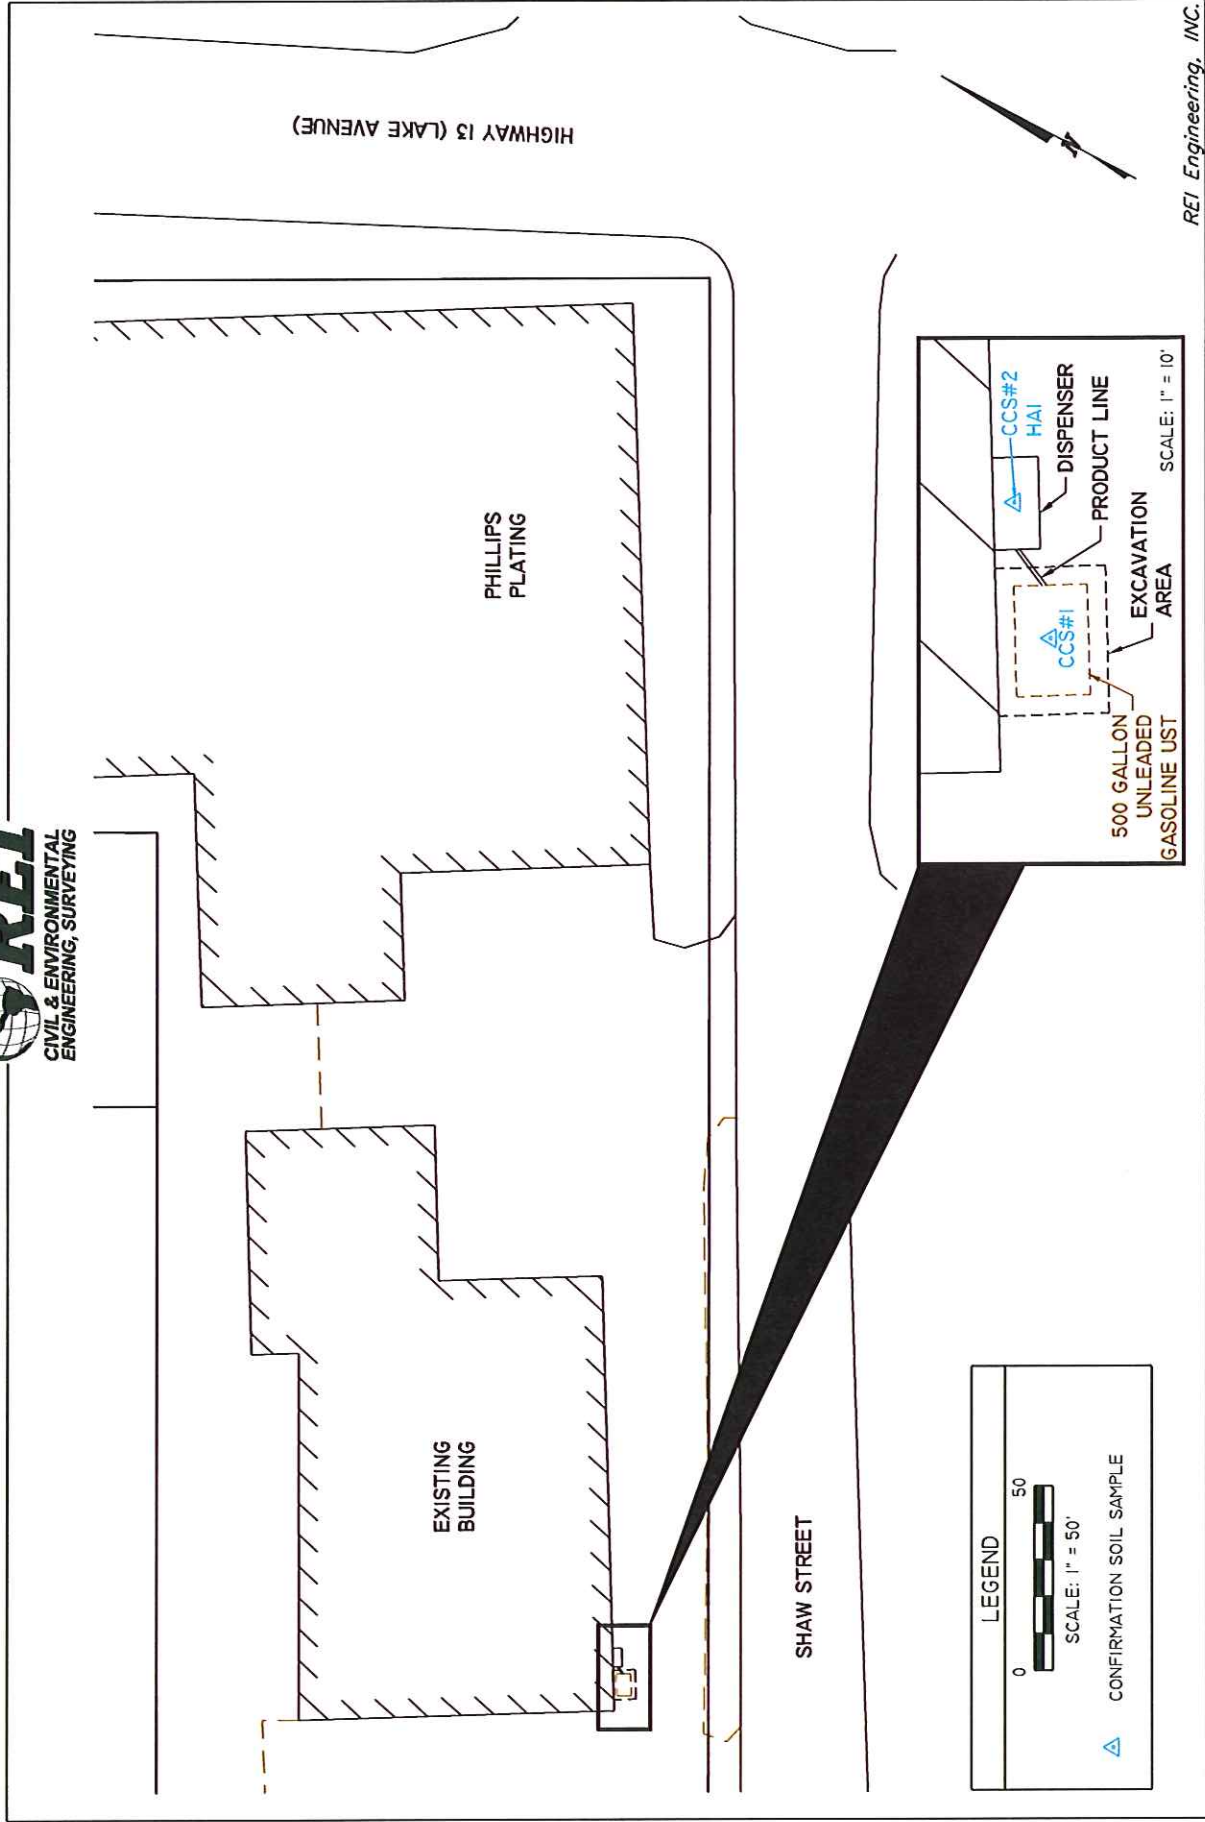 REI
CIVIL & ENVIRONMENTAL
ENGINEERING, SURVEYING
HIGHWAY 13 (LAKE AVENUE)
PHILLIPS
PLATING
EXISTING
BUILDING
SHAW STREET
CCS#2
HA1
DISPENSER
PRODUCT LINE
CCS#1
EXCAVATION
AREA
500 GALLON
UNLEADED
GASOLINE UST
SCALE: 1" = 10'
LEGEND
0 50
SCALE: 1" = 50'
CONFIRMATION SOIL SAMPLE
N
REI Engineering, INC.